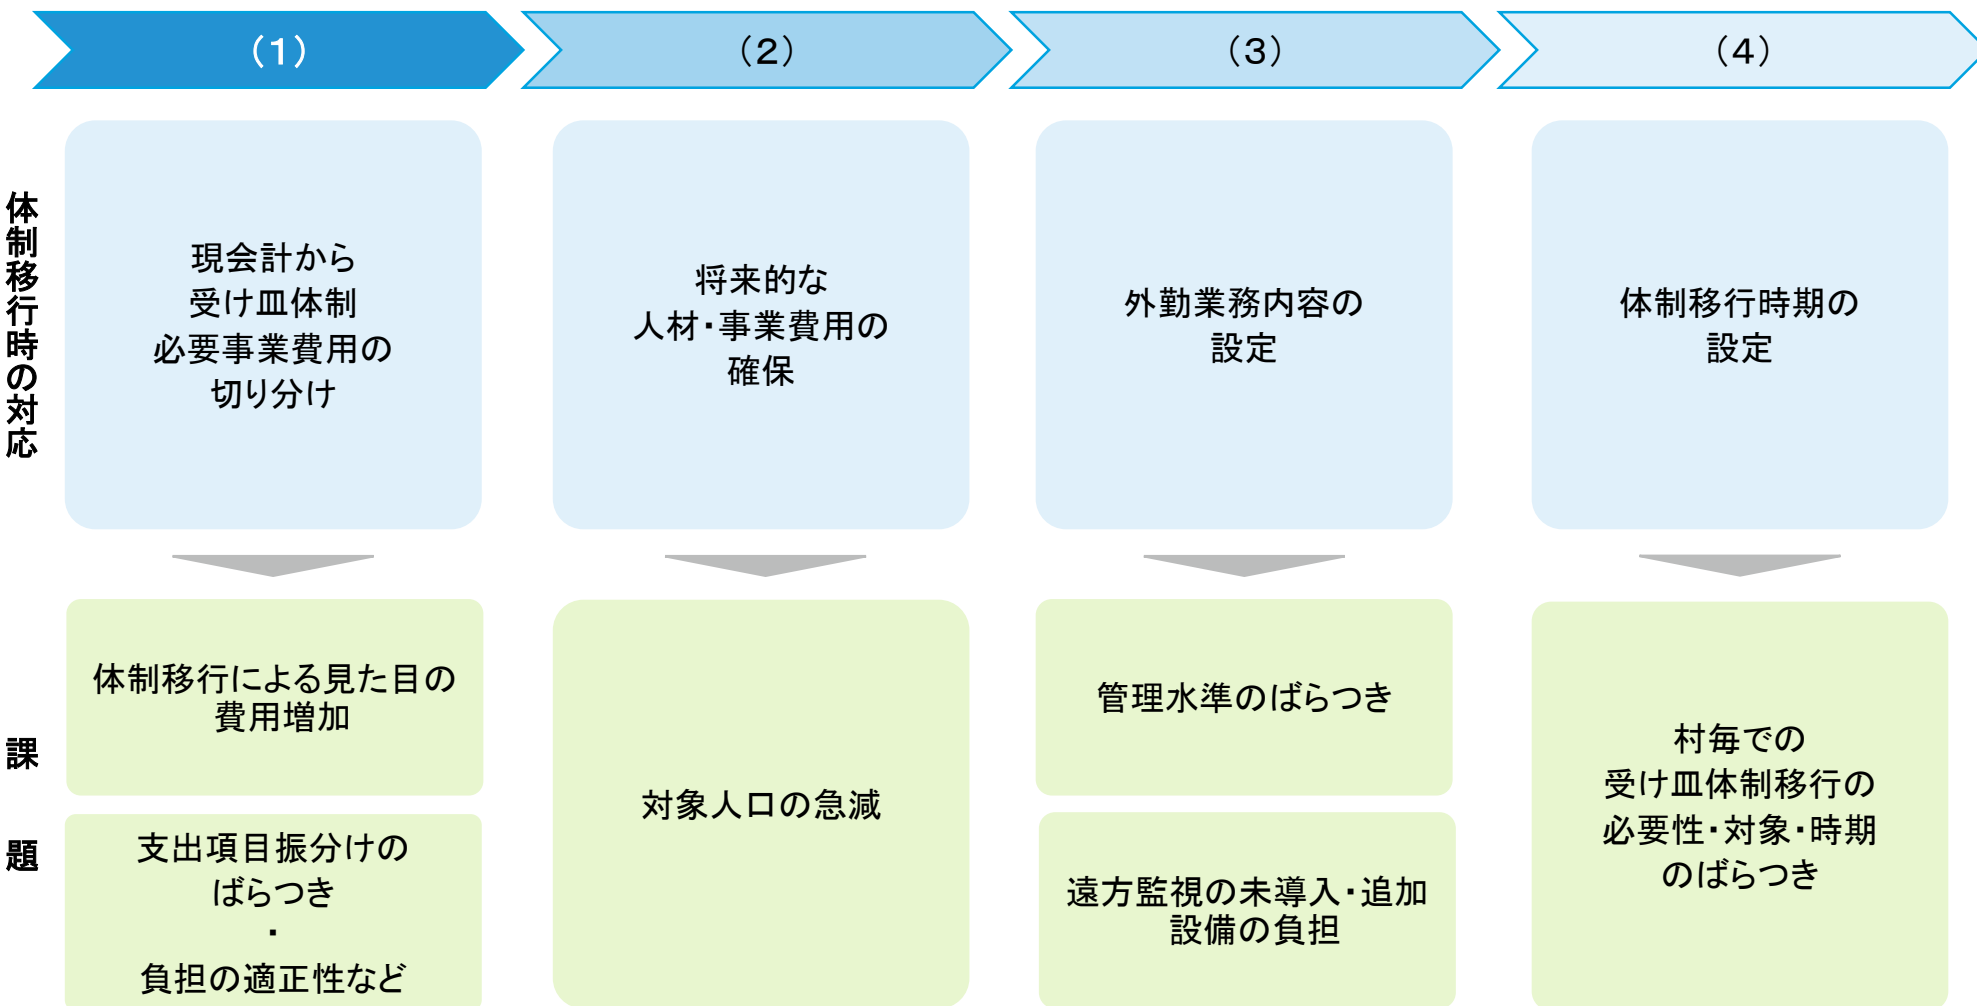 （１）
（２）
（３）
（４）
体制移行時の対応
現会計から
受け皿体制
必要事業費用の
切り分け
将来的な
人材・事業費用の
確保
外勤業務内容の
設定
体制移行時期の
設定
課題
体制移行による見た目の
費用増加
支出項目振分けの
ばらつき
・
負担の適正性など
対象人口の急減
管理水準のばらつき
遠方監視の未導入・追加
設備の負担
村毎での
受け皿体制移行の
必要性・対象・時期
のばらつき